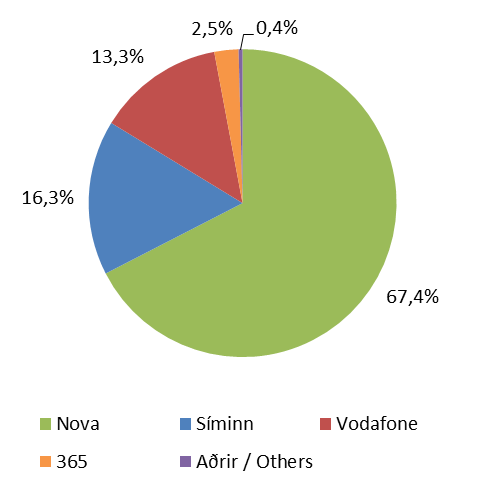 2,5% 0,4%
13,3%
16,3%
67,4%
Nova Síminn Vodafone
365 Aðrir / Others